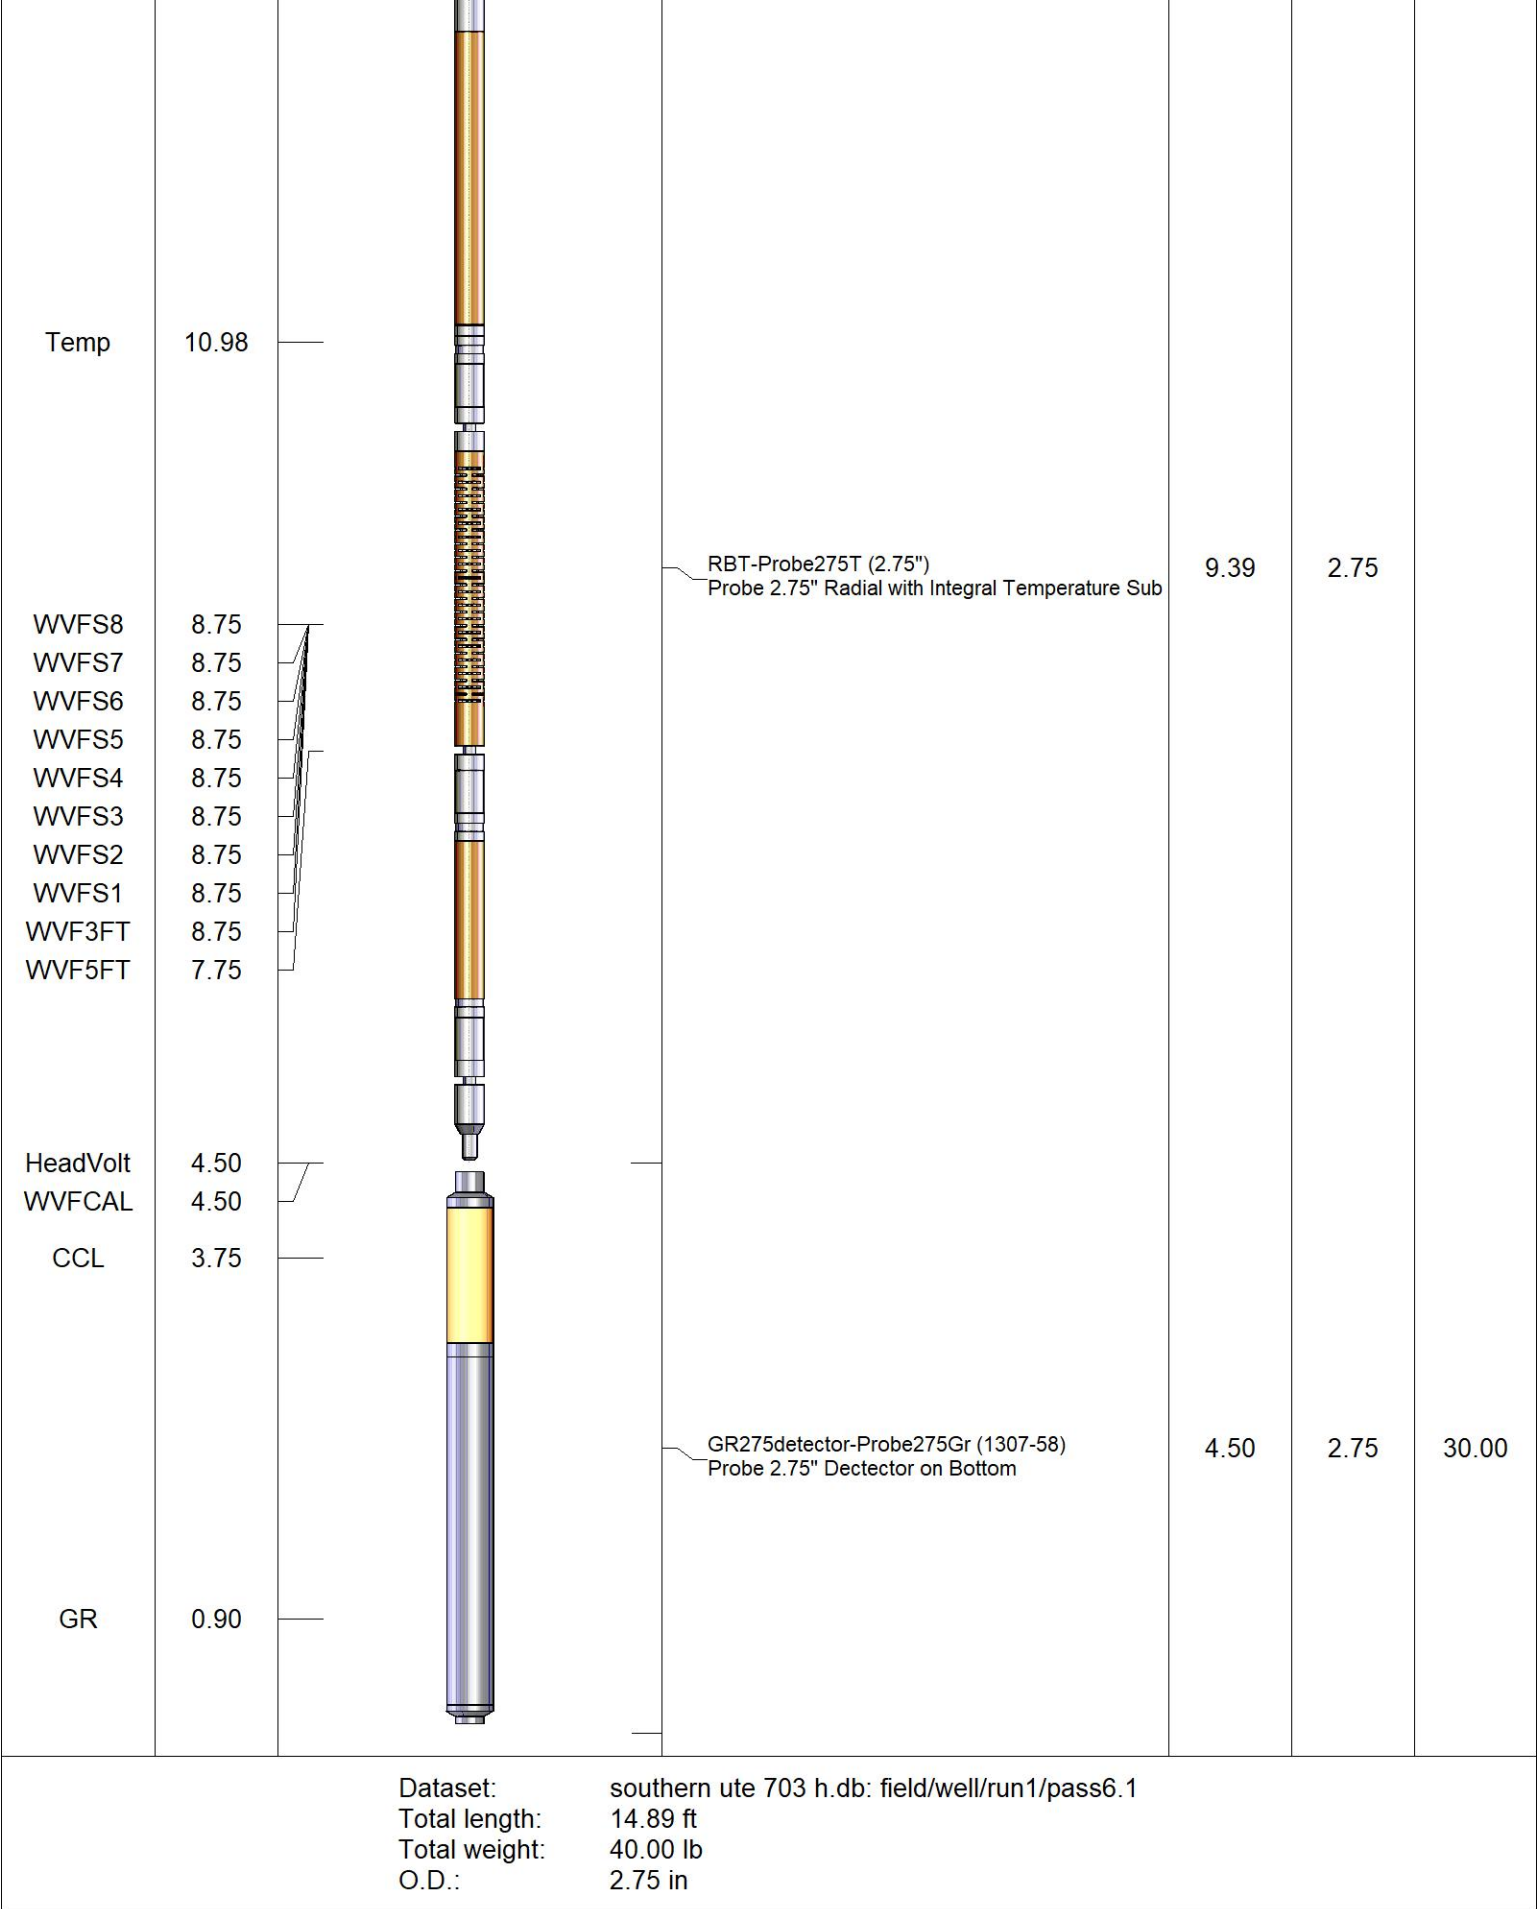 Temp 10.98
RBT-Probe275T (2.75") 9.39 2.75
Probe 2.75" Radial with Integral Temperature Sub
WVFS8 8.75
WVFS7 8.75
WVFS6 8.75
WVFS5 8.75
WVFS4 8.75
WVFS3 8.75
WVFS2 8.75
WVFS1 8.75
WVF3FT 8.75
WVF5FT 7.75
HeadVolt 4.50
WVFCAL 4.50
CCL 3.75
GR275detector-Probe275Gr (1307-58) 4.50 2.75 30.00
Probe 2.75" Dectector on Bottom
GR 0.90
Dataset: southern ute 703 h.db: field/well/run1/pass6.1
Total length: 14.89 ft
Total weight: 40.00 lb
O.D.: 2.75 in